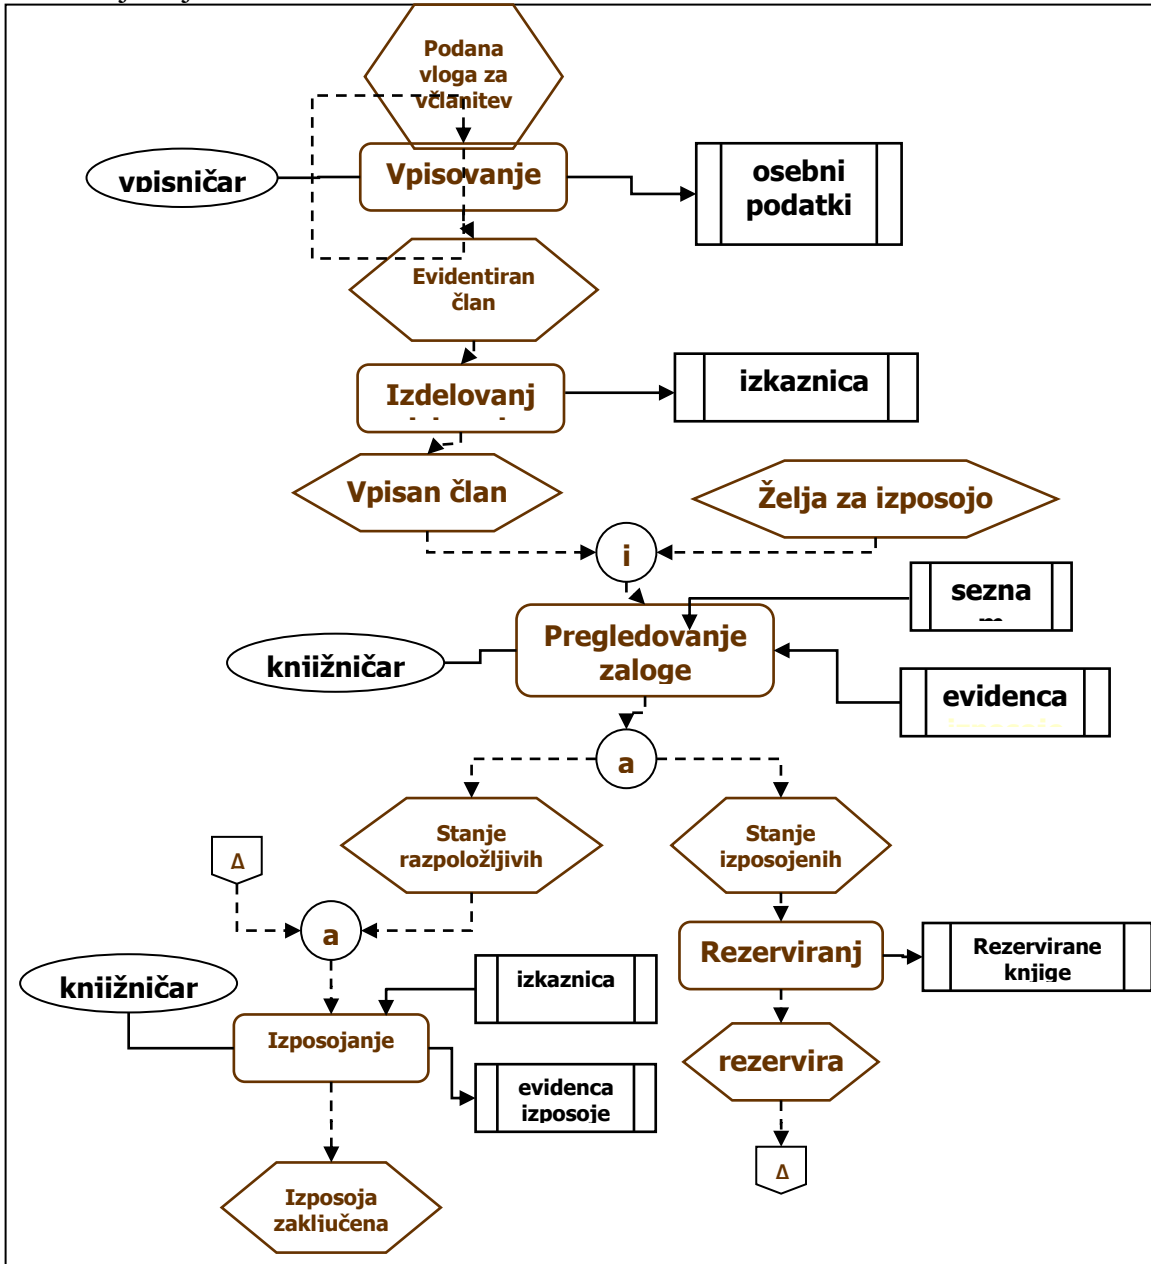 Podana
vloga za
včlanitev
vpisničar
Vpisovanje
osebni
podatki
Evidentiran
član
Izdelovanj
izkaznica
Vpisan član
Želja za izposojo
i
sezna
knjižničar
Pregledovanje
zaloge
evidenca
a
Stanje
razpoložljivih
Stanje
izposojenih
Δ
a
Rezerviranj
Rezervirane
knjige
knjižničar
izkaznica
Izposojanje
rezervira
evidenca
izposoje
Δ
Izposoja
zaključena